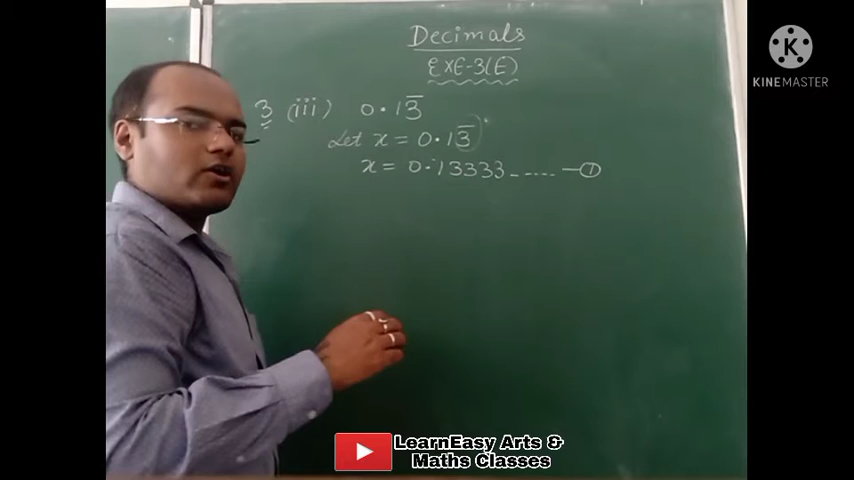 Decimals
EXE-3(E)
3 (iii) 0.13̅
Let x = 0.13̅
x = 0.13333------ —①
K
KINEMASTER
LearnEasy Arts &
Maths Classes